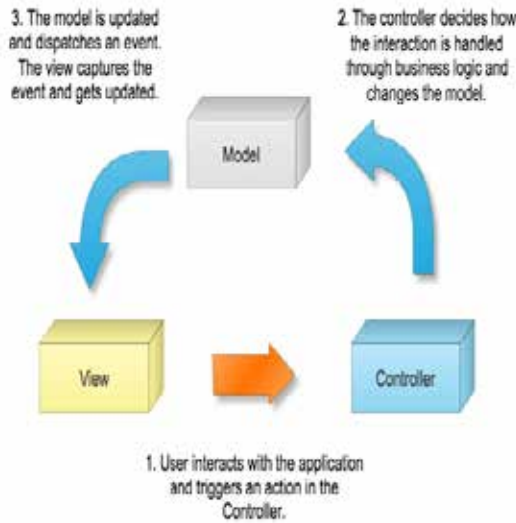 3. The model is updated
and dispatches an event.
The view captures the
event and gets updated.
2. The controller decides how
the interaction is handled
through business logic and
changes the model.
Model
View
Controller
1. User interacts with the application
and triggers an action in the
Controller.